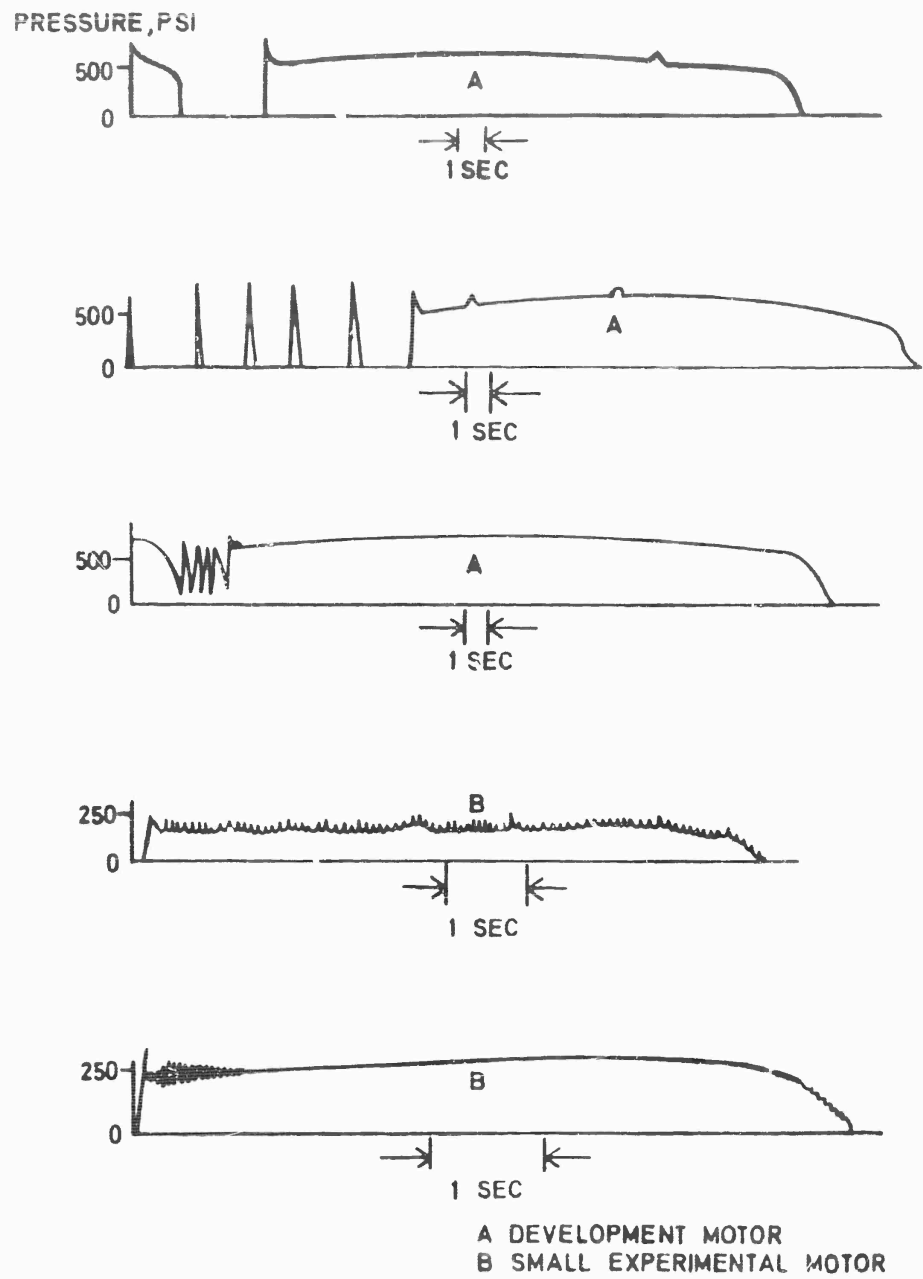 PRESSURE, PSI
500
0
A
1 SEC
500
0
A
1 SEC
500
0
A
1 SEC
250
0
B
1 SEC
250
0
B
1 SEC
A DEVELOPMENT MOTOR
B SMALL EXPERIMENTAL MOTOR